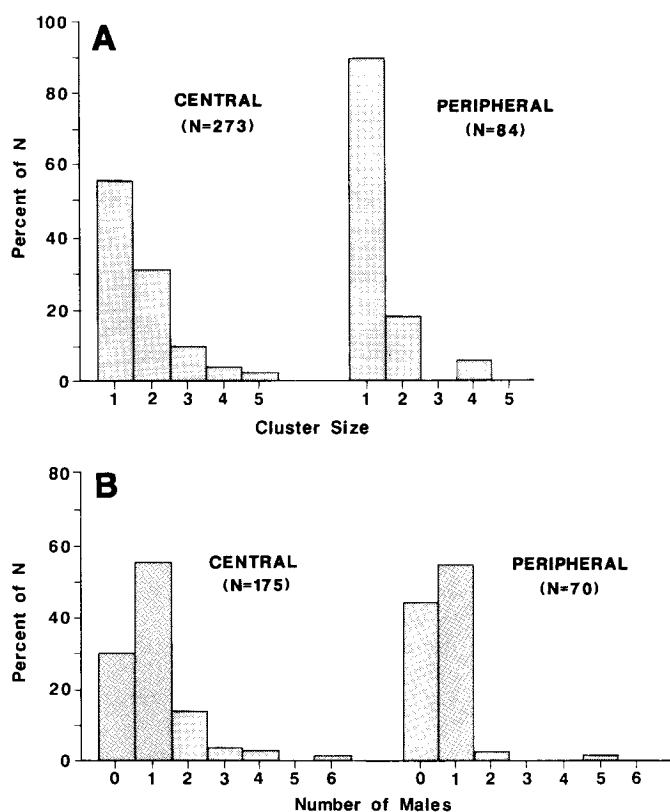 A
100
80
60
40
20
0
Percent of N
CENTRAL
(N=273)
PERIPHERAL
(N=84)
1 2 3 4 5 1 2 3 4 5
Cluster Size
B
80
60
40
20
0
Percent of N
CENTRAL
(N=175)
PERIPHERAL
(N=70)
0 1 2 3 4 5 6 0 1 2 3 4 5 6
Number of Males